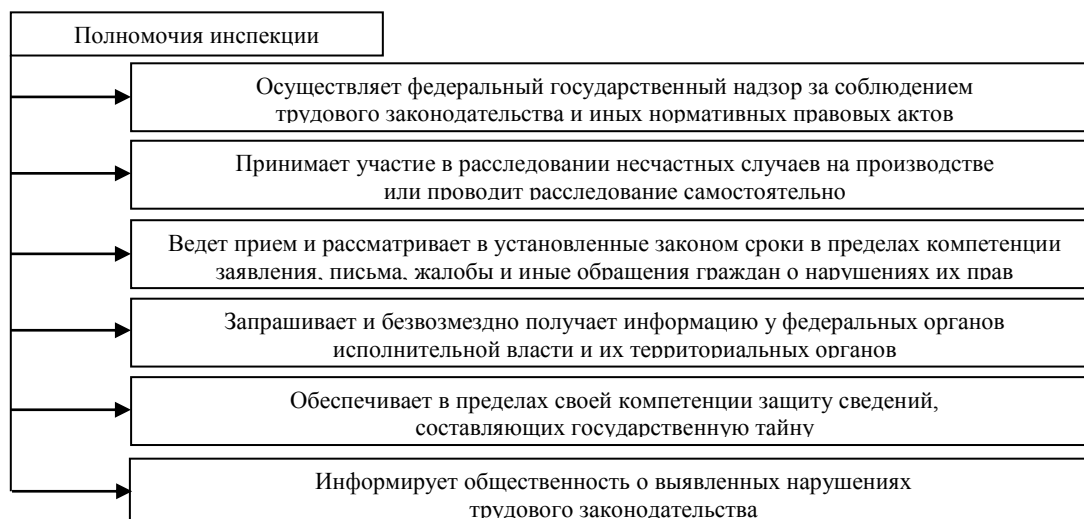 Полномочия инспекции
Осуществляет федеральный государственный надзор за соблюдением
трудового законодательства и иных нормативных правовых актов
Принимает участие в расследовании несчастных случаев на производстве
или проводит расследование самостоятельно
Ведет прием и рассматривает в установленные законом сроки в пределах компетенции
заявления, письма, жалобы и иные обращения граждан о нарушениях их прав
Запрашивает и безвозмездно получает информацию у федеральных органов
исполнительной власти и их территориальных органов
Обеспечивает в пределах своей компетенции защиту сведений,
составляющих государственную тайну
Информирует общественность о выявленных нарушениях
трудового законодательства